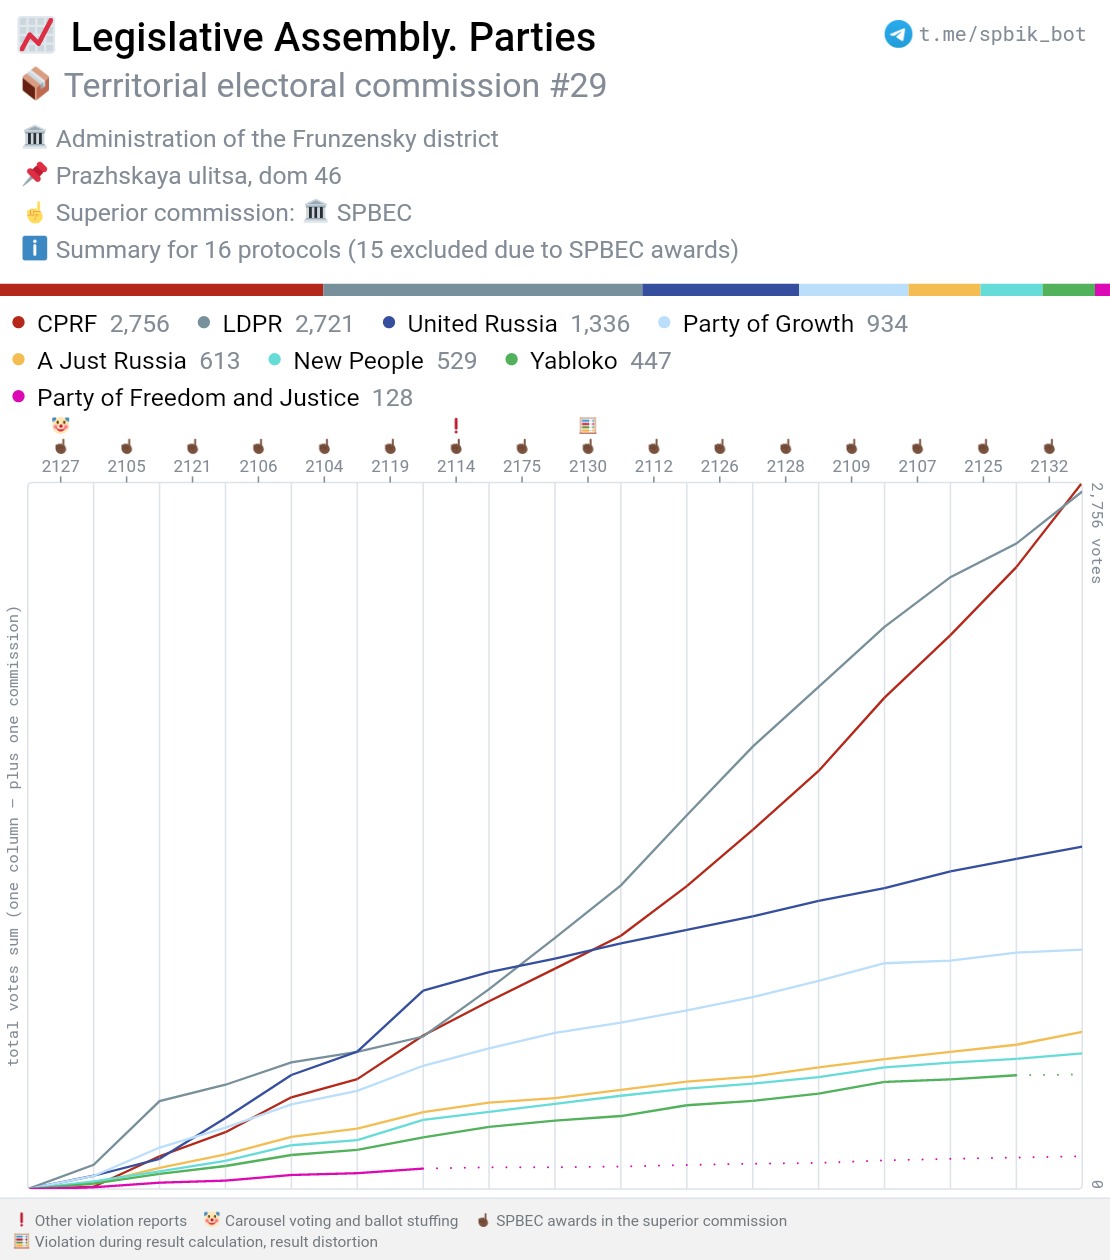 Legislative Assembly. Parties
t.me/spbik_bot
Territorial electoral commission #29
Administration of the Frunzensky district
Prazhskaya ulitsa, dom 46
Superior commission: SPBEC
Summary for 16 protocols (15 excluded due to SPBEC awards)
CPRF 2,756 LDPR 2,721 United Russia 1,336 Party of Growth 934
A Just Russia 613 New People 529 Yabloko 447
Party of Freedom and Justice 128
2127 2105 2121 2106 2104 2119 2114 2175 2130 2112 2126 2128 2109 2107 2125 2132
2,756 votes
total votes sum (one column – plus one commission)
0
Other violation reports Carousel voting and ballot stuffing SPBEC awards in the superior commission
Violation during result calculation, result distortion